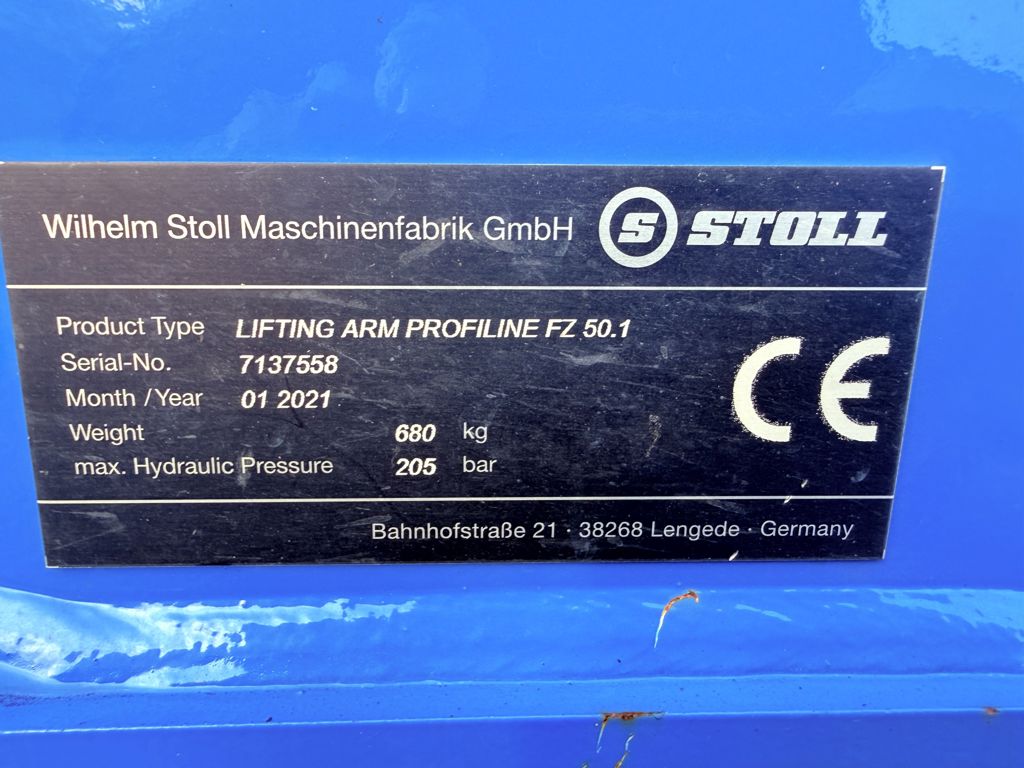 Wilhelm Stoll Maschinenfabrik GmbH S STOLL
Product Type LIFTING ARM PROFILINE FZ 50.1
Serial-No. 7137558
Month / Year 01 2021
Weight 680 kg
max. Hydraulic Pressure 205 bar
CE
Bahnhofstraße 21 · 38268 Lengede · Germany